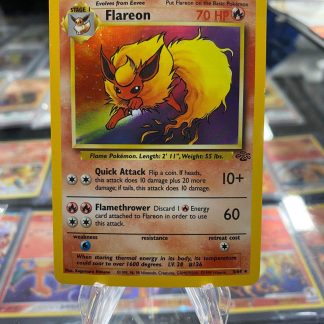 STAGE 1
Evolves from Eevee
Put Flareon on the Basic Pokémon
Flareon
70 HP
Flame Pokémon. Length: 2' 11", Weight: 55 lbs.
Quick Attack Flip a coin. If heads,
this attack does 10 damage plus 20 more
damage; if tails, this attack does 10 damage.
10+
Flamethrower Discard 1 Energy
card attached to Flareon in order to use
this attack.
60
weakness
resistance
retreat cost
When storing thermal energy in its body, its temperature
could soar to over 1600 degrees. LV. 28 #136